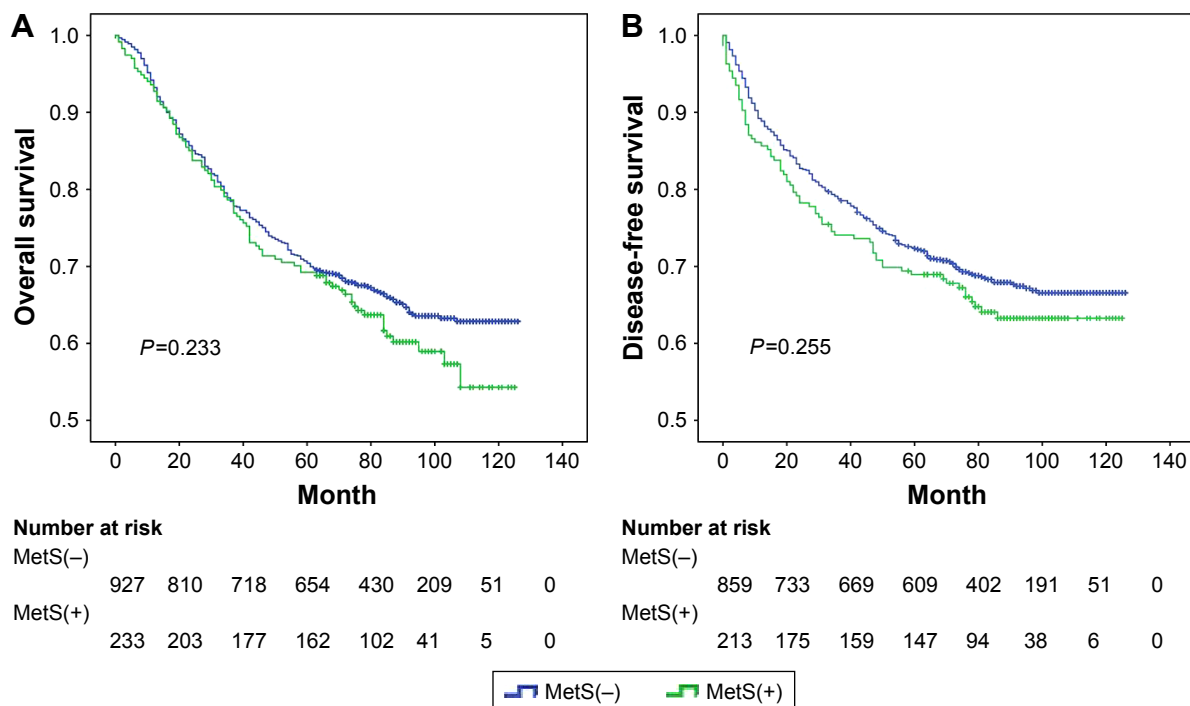 A
Overall survival
1.0
0.9
0.8
0.7
0.6
0.5
P=0.233
0 20 40 60 80 100 120 140
Month
Number at risk
MetS(–)
927 810 718 654 430 209 51 0
MetS(+)
233 203 177 162 102 41 5 0
B
Disease-free survival
1.0
0.9
0.8
0.7
0.6
0.5
P=0.255
0 20 40 60 80 100 120 140
Month
Number at risk
MetS(–)
859 733 669 609 402 191 51 0
MetS(+)
213 175 159 147 94 38 6 0
MetS(–) MetS(+)